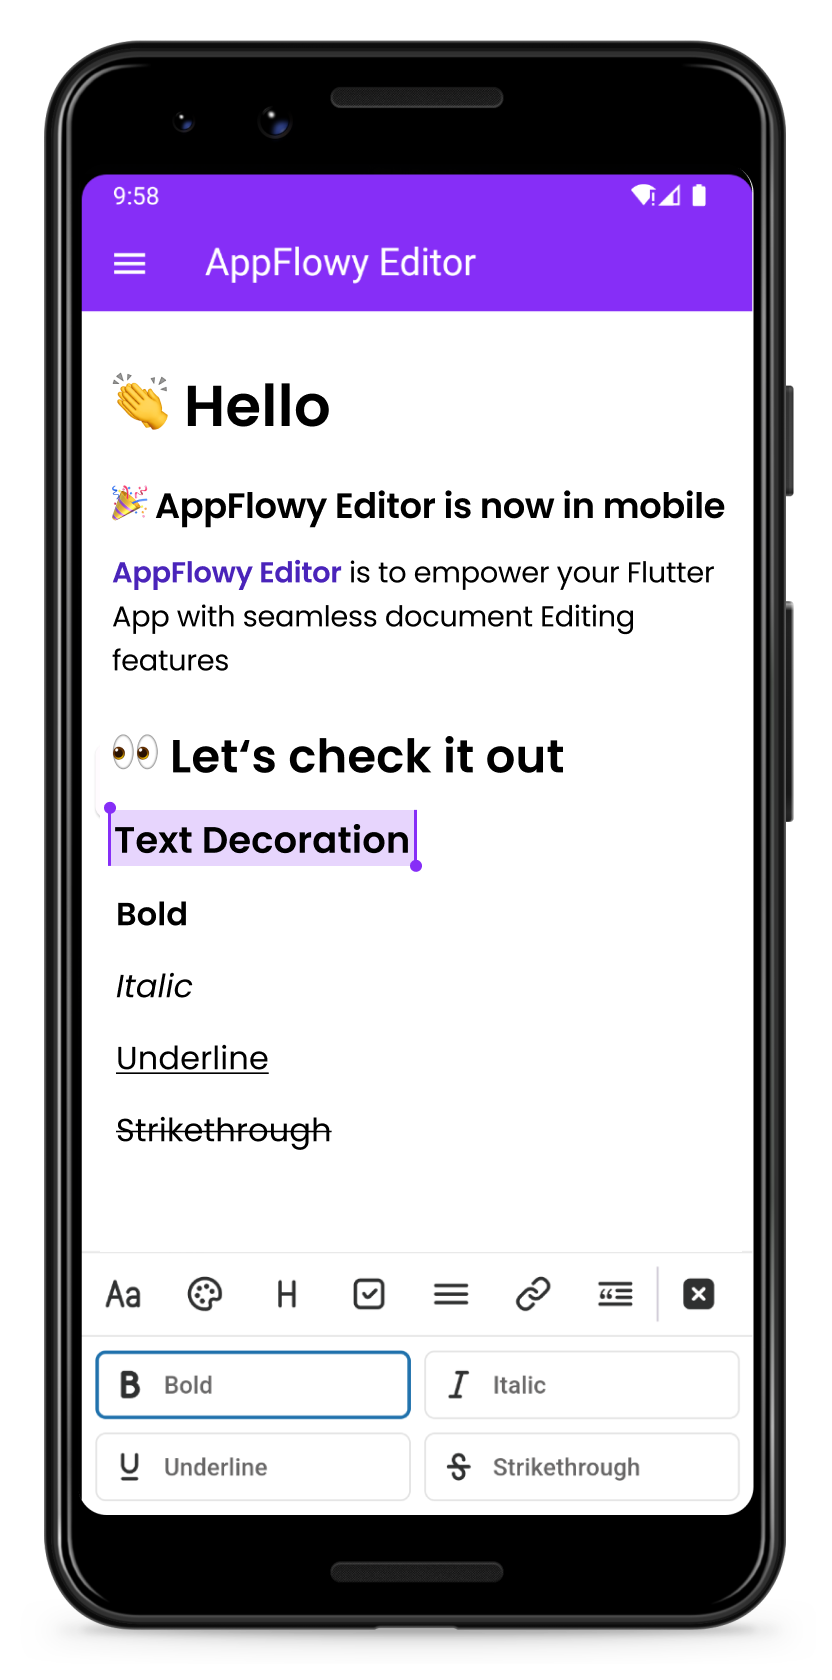 9:58
AppFlowy Editor
👏 Hello
🎉 AppFlowy Editor is now in mobile
AppFlowy Editor is to empower your Flutter
App with seamless document Editing
features
👀 Let‘s check it out
Text Decoration
Bold
Italic
Underline
Strikethrough
Aa H
B Bold I Italic
U Underline S Strikethrough